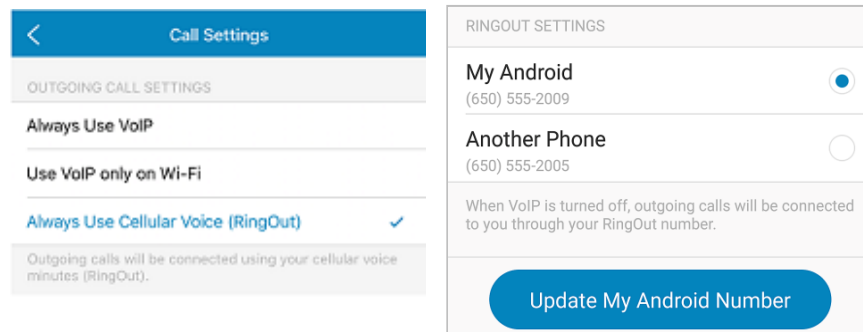 Call Settings
OUTGOING CALL SETTINGS
Always Use VoIP
Use VoIP only on Wi-Fi
Always Use Cellular Voice (RingOut)
Outgoing calls will be connected using your cellular voice
minutes (RingOut).
RINGOUT SETTINGS
My Android
(650) 555-2009
Another Phone
(650) 555-2005
When VoIP is turned off, outgoing calls will be connected
to you through your RingOut number.
Update My Android Number